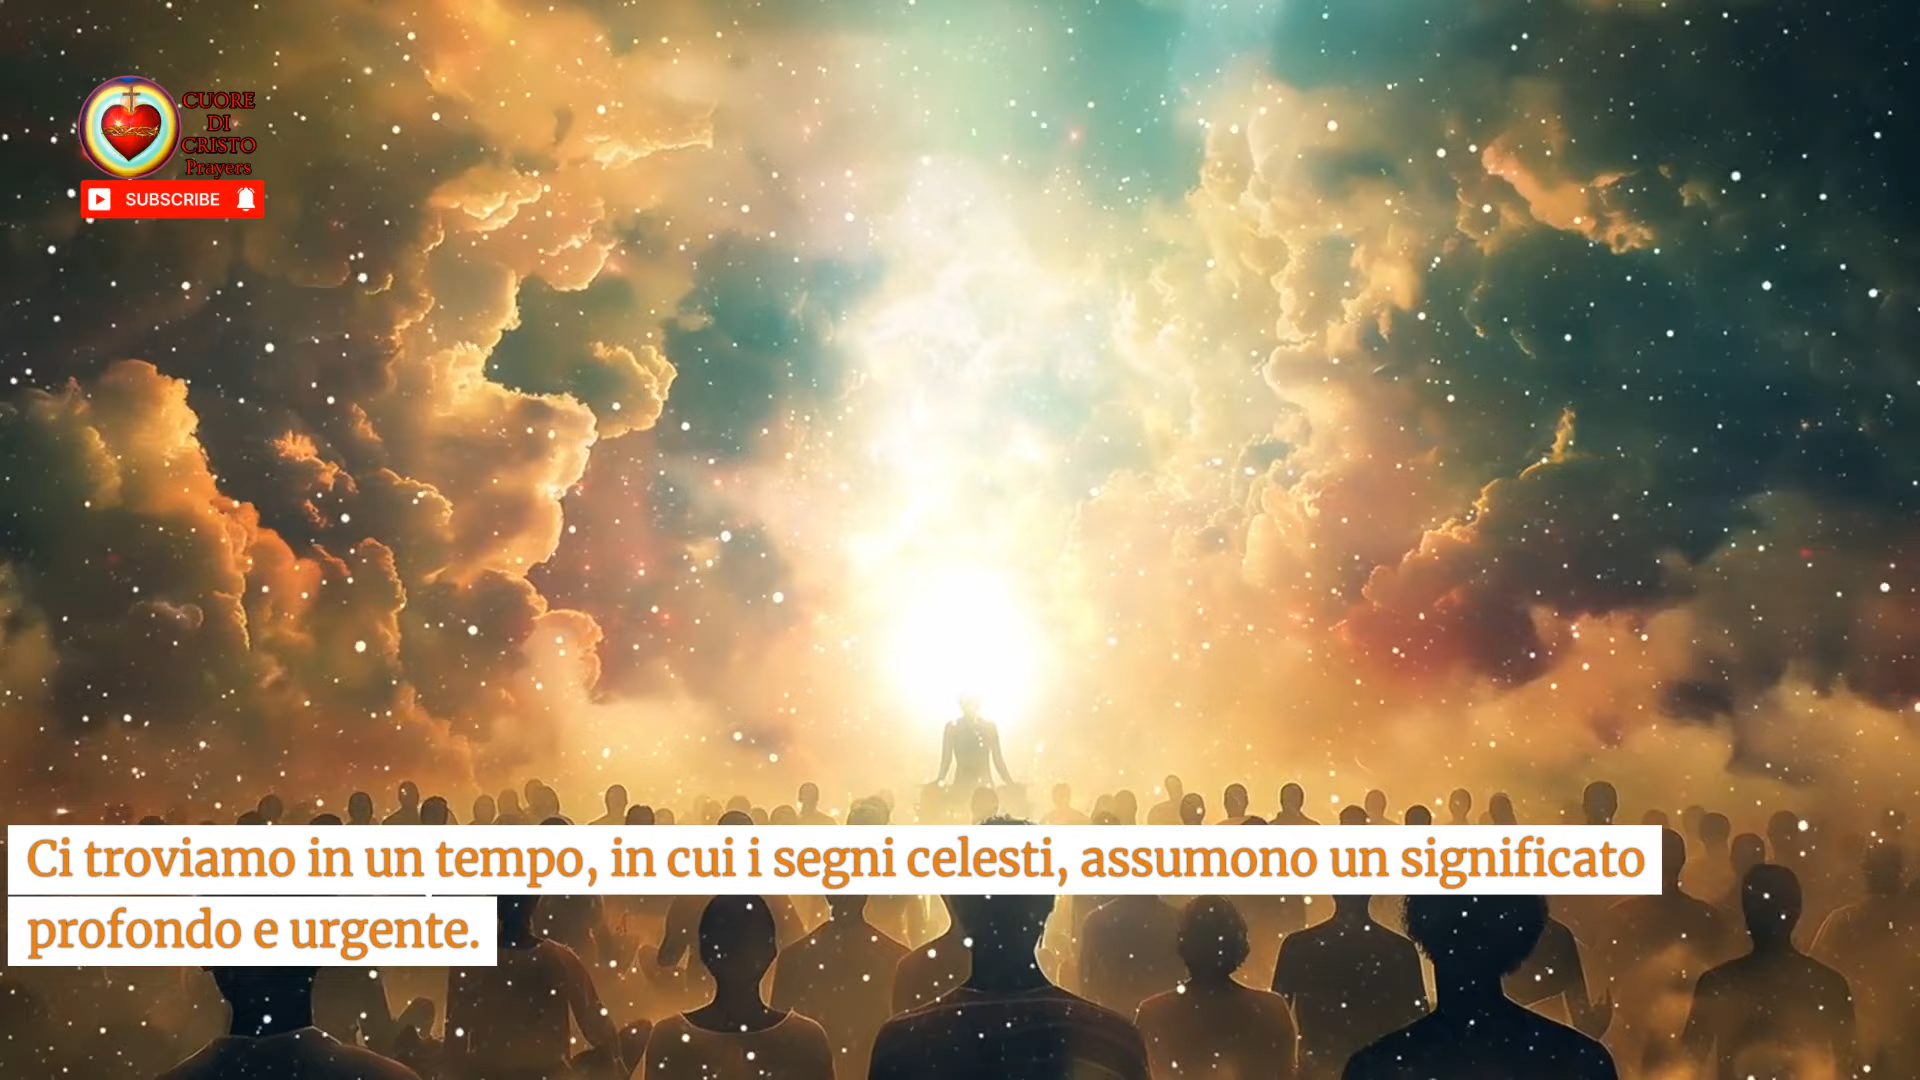 CUORE
DI
CRISTO
Prayers
SUBSCRIBE
Ci troviamo in un tempo, in cui i segni celesti, assumono un significato
profondo e urgente.